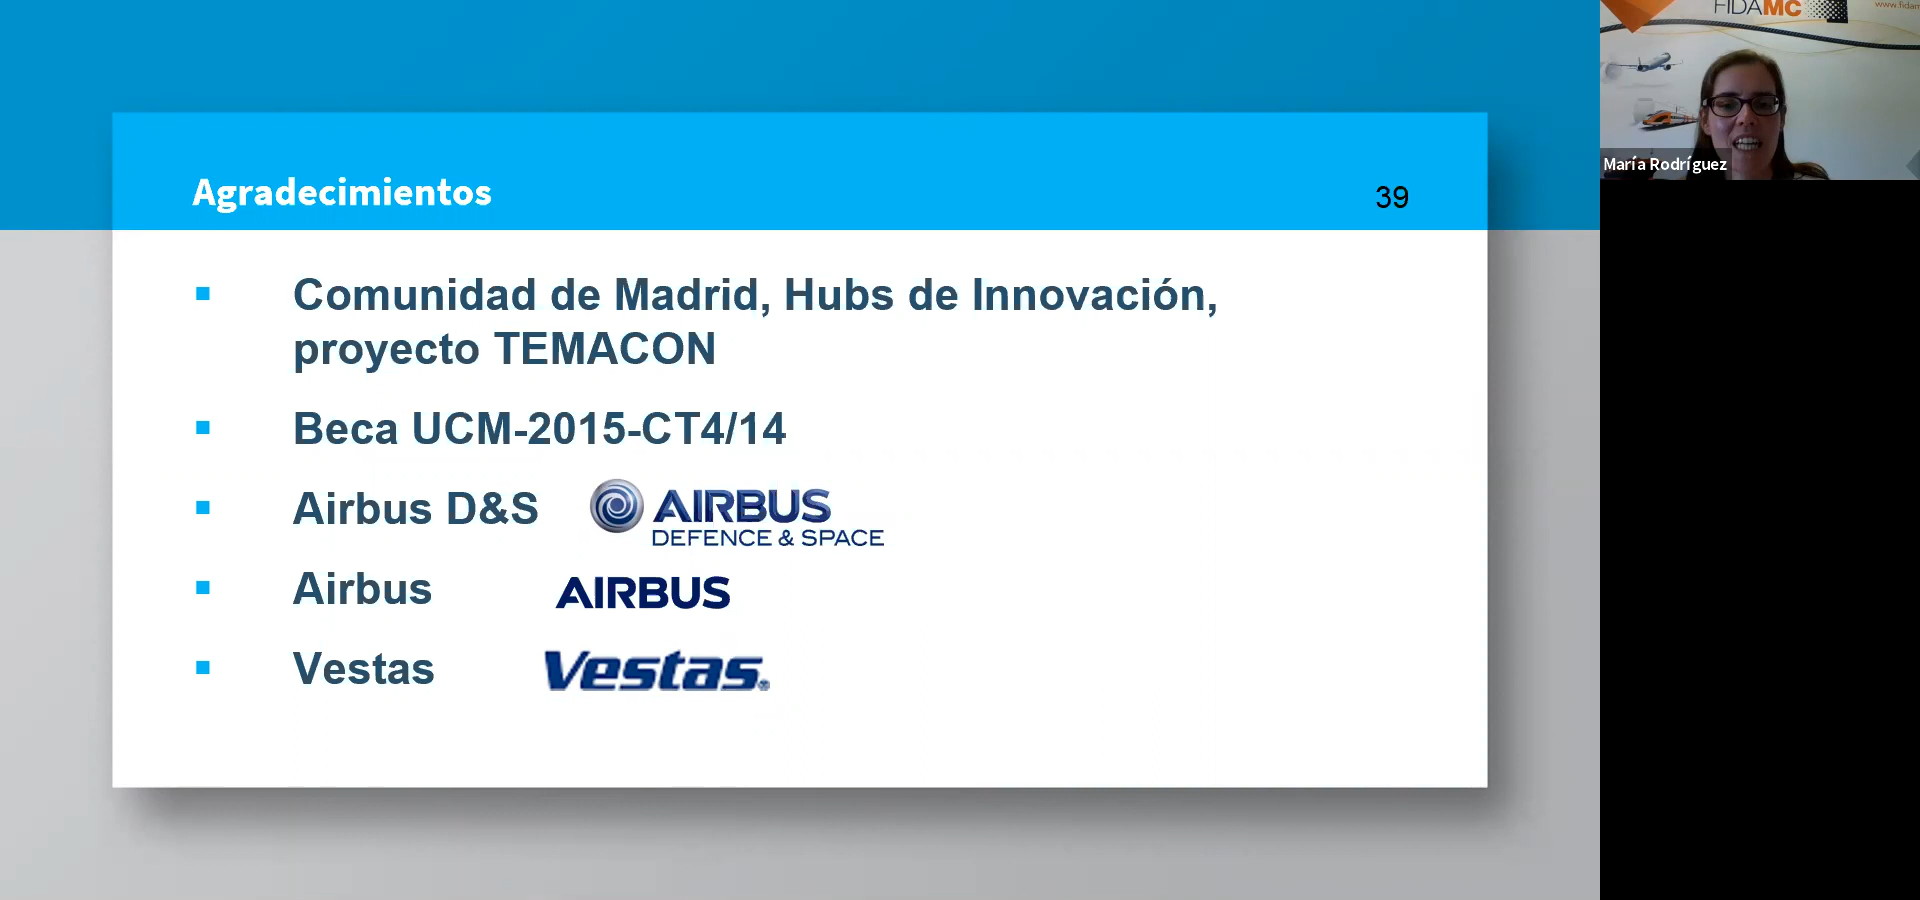 Agradecimientos
39
Comunidad de Madrid, Hubs de Innovación,
proyecto TEMACON
Beca UCM-2015-CT4/14
Airbus D&S
AIRBUS
DEFENCE & SPACE
Airbus
AIRBUS
Vestas
Vestas®
FIDAMC
María Rodríguez